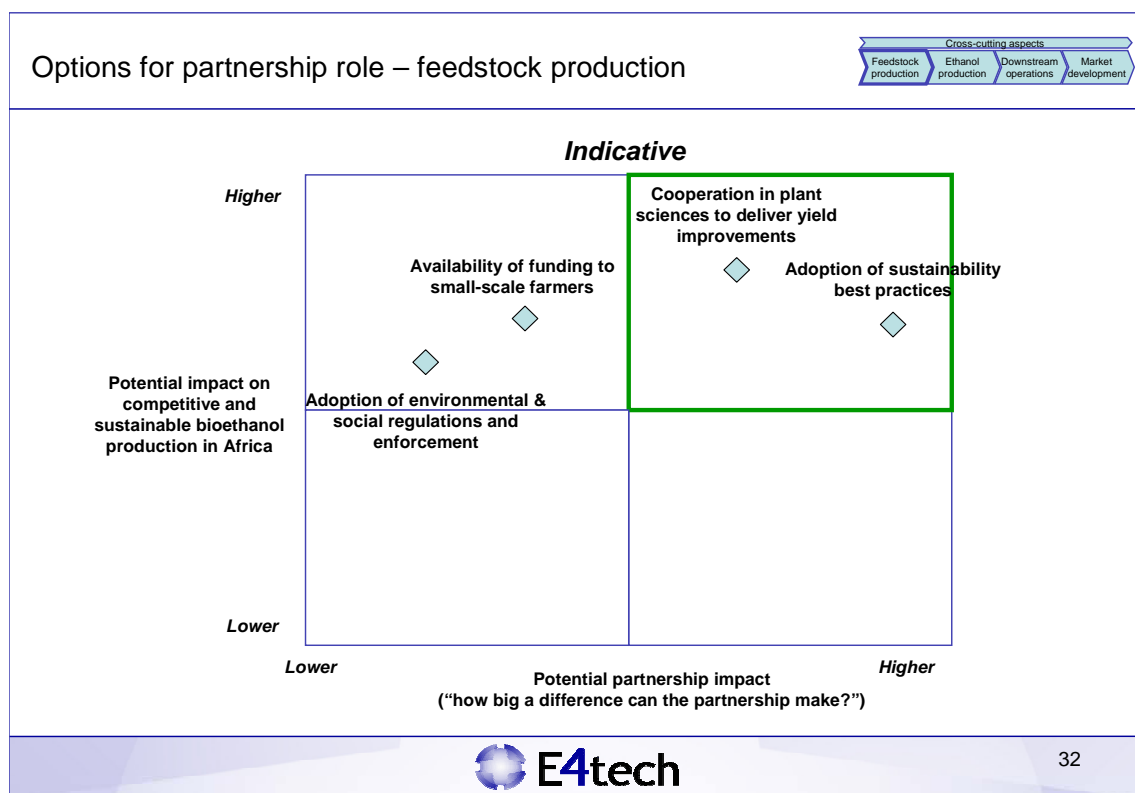 Options for partnership role – feedstock production
Cross-cutting aspects
Feedstock
production
Ethanol
production
Downstream
operations
Market
development
Indicative
Higher
Cooperation in plant
sciences to deliver yield
improvements
Availability of funding to
small-scale farmers
Adoption of sustainability
best practices
Potential impact on
competitive and
sustainable bioethanol
production in Africa
Adoption of environmental &
social regulations and
enforcement
Lower
Lower
Higher
Potential partnership impact
(“how big a difference can the partnership make?”)
E4tech
32